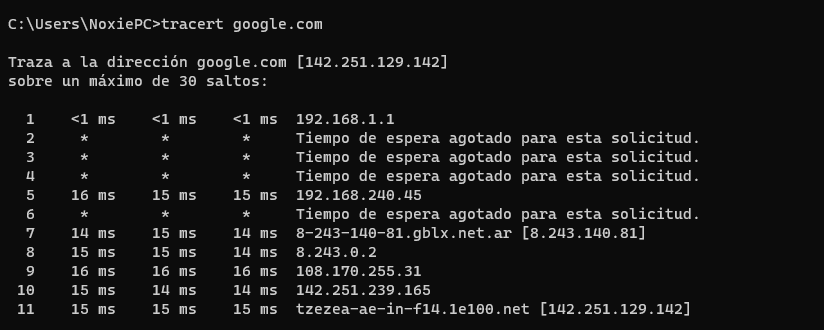 C:\Users\NoxiePC>tracert google.com
Traza a la dirección google.com [142.251.129.142]
sobre un máximo de 30 saltos:
1 <1 ms <1 ms <1 ms 192.168.1.1
2 * * * Tiempo de espera agotado para esta solicitud.
3 * * * Tiempo de espera agotado para esta solicitud.
4 * * * Tiempo de espera agotado para esta solicitud.
5 16 ms 15 ms 15 ms 192.168.240.45
6 * * * Tiempo de espera agotado para esta solicitud.
7 14 ms 15 ms 14 ms 8-243-140-81.gblx.net.ar [8.243.140.81]
8 15 ms 15 ms 14 ms 8.243.0.2
9 16 ms 16 ms 16 ms 108.170.255.31
10 15 ms 14 ms 14 ms 142.251.239.165
11 15 ms 15 ms 15 ms tzezea-ae-in-f14.1e100.net [142.251.129.142]